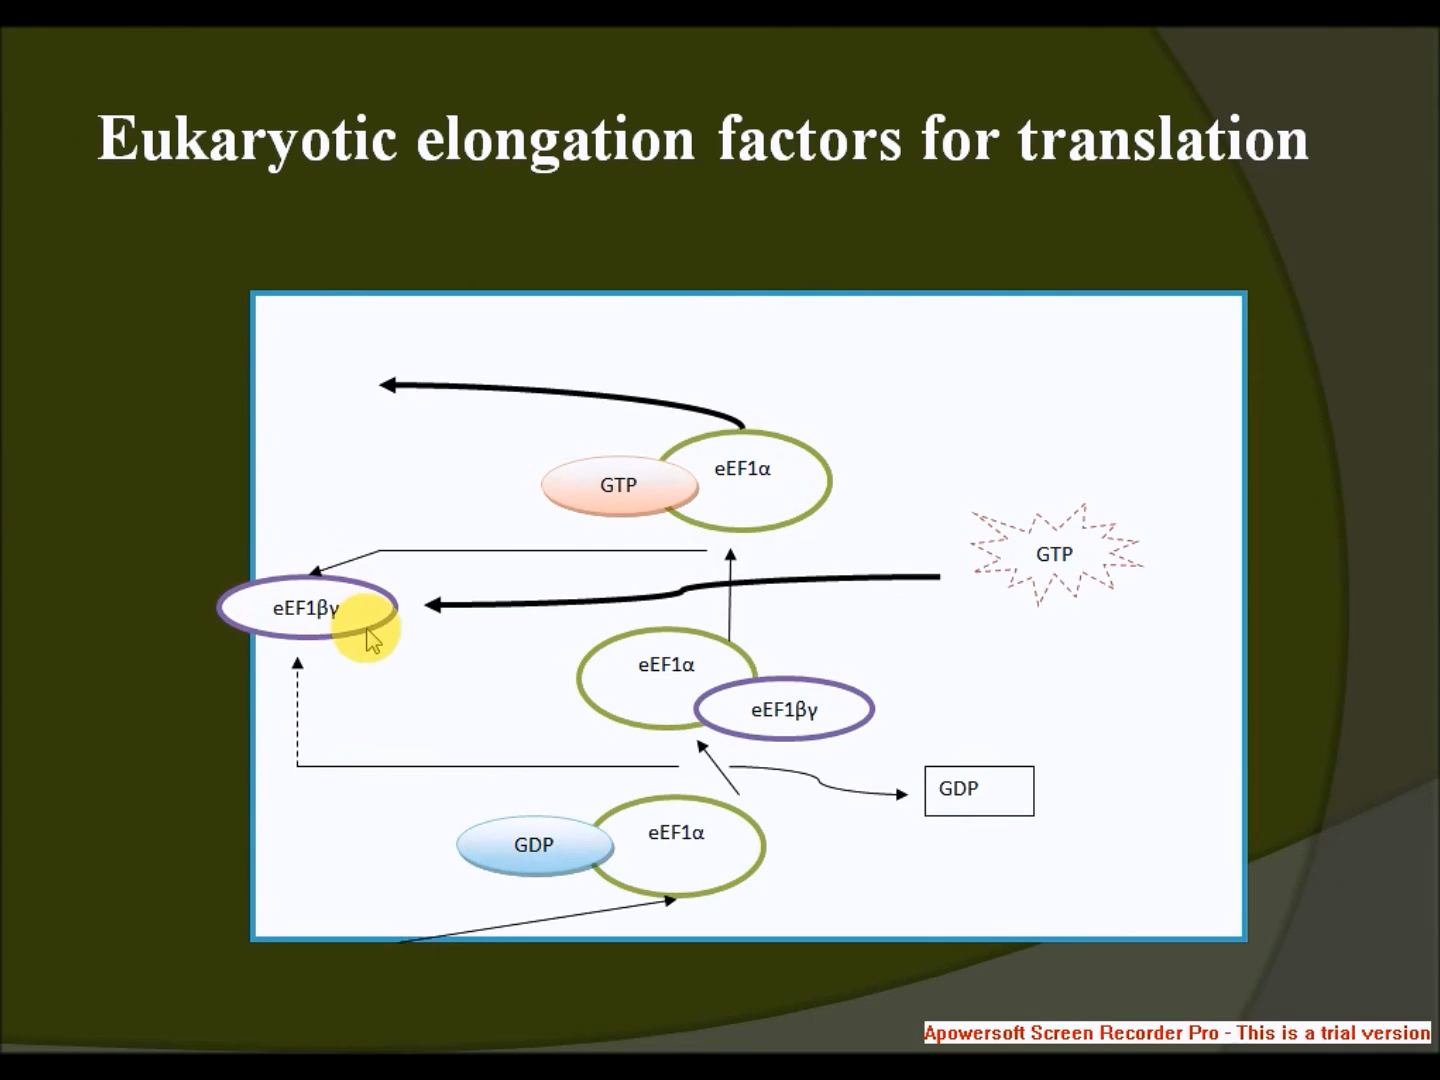 Eukaryotic elongation factors for translation
eEF1α
GTP
GTP
eEF1βγ
eEF1α
eEF1βγ
GDP
eEF1α
GDP
Apowersoft Screen Recorder Pro - This is a trial version